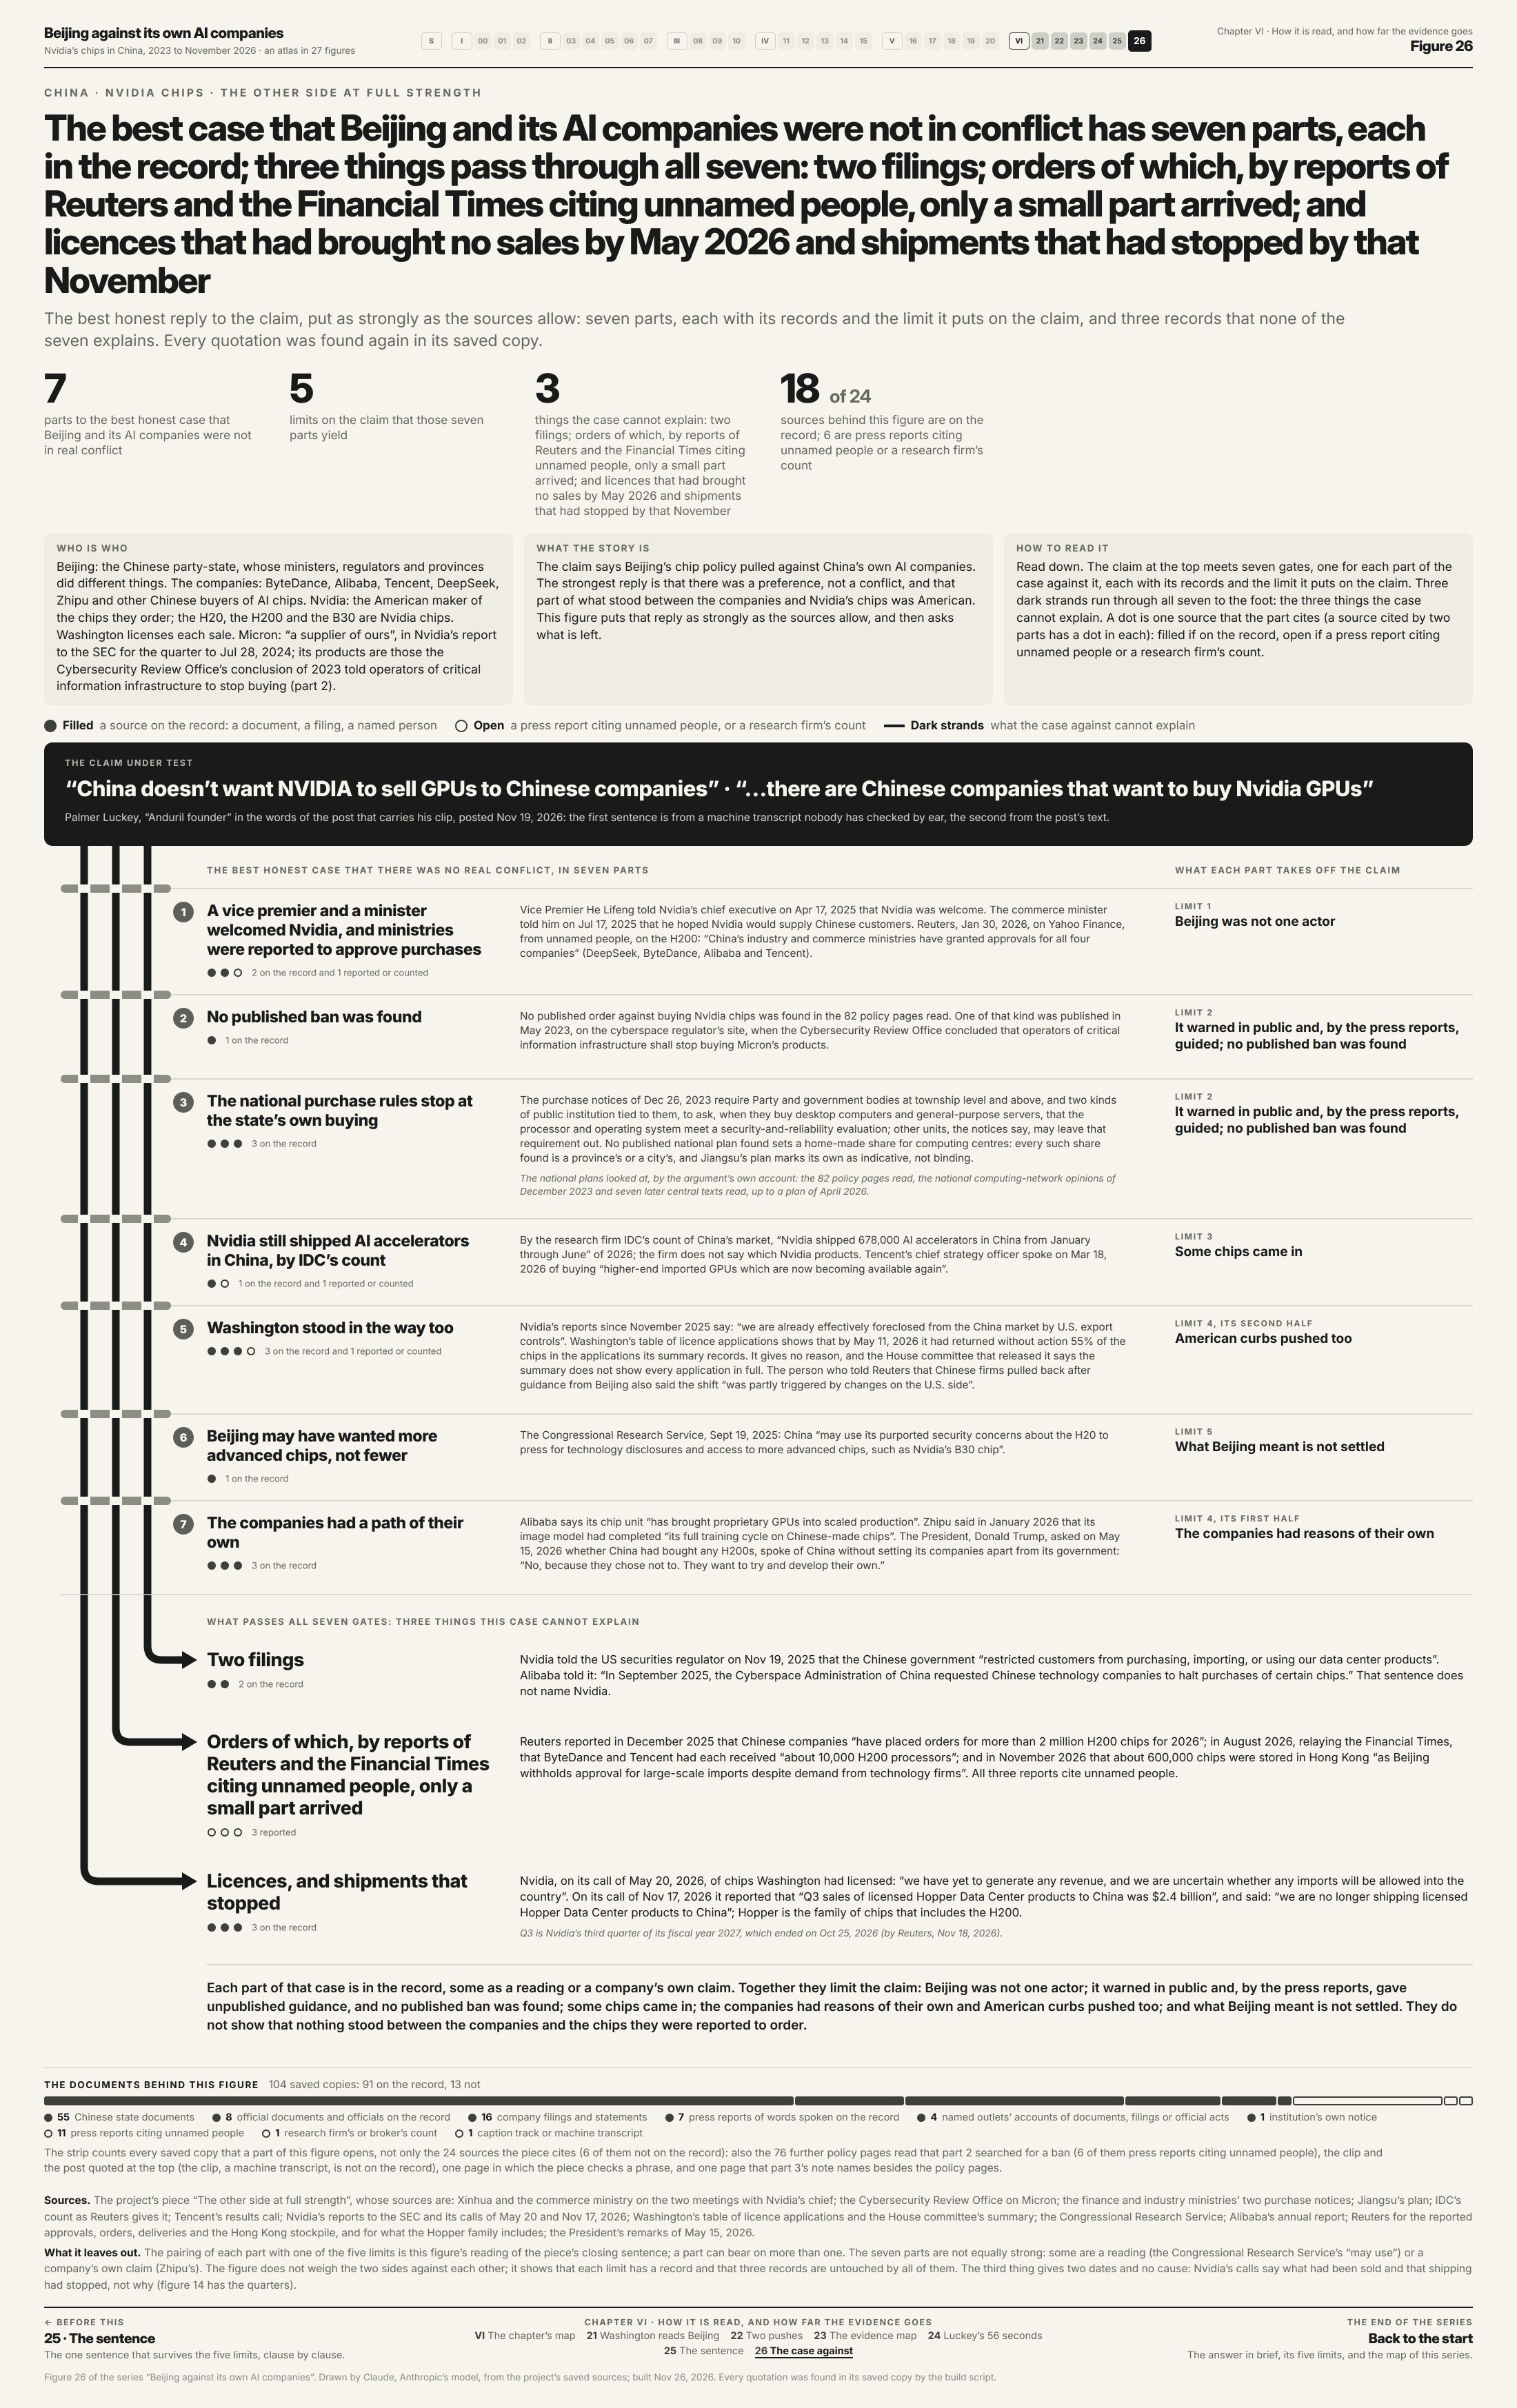 Beijing against its own AI companies
Nvidia's chips in China, 2023 to November 2026 · an atlas in 27 figures
S I 00 01 02 II 03 04 05 06 07 III 08 09 10 IV 11 12 13 14 15 V 16 17 18 19 20 VI 21 22 23 24 25 26
Chapter VI · How it is read, and how far the evidence goes
Figure 26
CHINA · NVIDIA CHIPS · THE OTHER SIDE AT FULL STRENGTH
The best case that Beijing and its AI companies were not in conflict has seven parts, each
in the record; three things pass through all seven: two filings; orders of which, by reports of
Reuters and the Financial Times citing unnamed people, only a small part arrived; and
licences that had brought no sales by May 2026 and shipments that had stopped by that
November
The best honest reply to the claim, put as strongly as the sources allow: seven parts, each with its records and the limit it puts on the claim, and three records that none of the
seven explains. Every quotation was found again in its saved copy.
7
parts to the best honest case that
Beijing and its AI companies were not
in real conflict
5
limits on the claim that those seven
parts yield
3
things the case cannot explain: two
filings; orders of which, by reports of
Reuters and the Financial Times citing
unnamed people, only a small part
arrived; and licences that had brought
no sales by May 2026 and shipments
that had stopped by that November
18 of 24
sources behind this figure are on the
record; 6 are press reports citing
unnamed people or a research firm's
count
WHO IS WHO
Beijing: the Chinese party-state, whose ministers, regulators and provinces
did different things. The companies: ByteDance, Alibaba, Tencent, DeepSeek,
Zhipu and other Chinese buyers of AI chips. Nvidia: the American maker of
the chips they order; the H20, the H200 and the B30 are Nvidia chips.
Washington licenses each sale. Micron: "a supplier of ours", in Nvidia's report
to the SEC for the quarter to Jul 28, 2024; its products are those the
Cybersecurity Review Office's conclusion of 2023 told operators of critical
information infrastructure to stop buying (part 2).
WHAT THE STORY IS
The claim says Beijing's chip policy pulled against China's own AI companies.
The strongest reply is that there was a preference, not a conflict, and that
part of what stood between the companies and Nvidia's chips was American.
This figure puts that reply as strongly as the sources allow, and then asks
what is left.
HOW TO READ IT
Read down. The claim at the top meets seven gates, one for each part of the
case against it, each with its records and the limit it puts on the claim. Three
dark strands run through all seven to the foot: the three things the case
cannot explain. A dot is one source that the part cites (a source cited by two
parts has a dot in each): filled if on the record, open if a press report citing
unnamed people or a research firm's count.
Filled a source on the record: a document, a filing, a named person Open a press report citing unnamed people, or a research firm's count Dark strands what the case against cannot explain
THE CLAIM UNDER TEST
"China doesn't want NVIDIA to sell GPUs to Chinese companies" · "…there are Chinese companies that want to buy Nvidia GPUs"
Palmer Luckey, "Anduril founder" in the words of the post that carries his clip, posted Nov 19, 2026: the first sentence is from a machine transcript nobody has checked by ear, the second from the post's text.
THE BEST HONEST CASE THAT THERE WAS NO REAL CONFLICT, IN SEVEN PARTS
WHAT EACH PART TAKES OFF THE CLAIM
1
A vice premier and a minister
welcomed Nvidia, and ministries
were reported to approve purchases
2 on the record and 1 reported or counted
Vice Premier He Lifeng told Nvidia's chief executive on Apr 17, 2025 that Nvidia was welcome. The commerce minister
told him on Jul 17, 2025 that he hoped Nvidia would supply Chinese customers. Reuters, Jan 30, 2026, on Yahoo Finance,
from unnamed people, on the H200: "China's industry and commerce ministries have granted approvals for all four
companies" (DeepSeek, ByteDance, Alibaba and Tencent).
LIMIT 1
Beijing was not one actor
2
No published ban was found
1 on the record
No published order against buying Nvidia chips was found in the 82 policy pages read. One of that kind was published in
May 2023, on the cyberspace regulator's site, when the Cybersecurity Review Office concluded that operators of critical
information infrastructure shall stop buying Micron's products.
LIMIT 2
It warned in public and, by the press reports,
guided; no published ban was found
3
The national purchase rules stop at
the state's own buying
3 on the record
The purchase notices of Dec 26, 2023 require Party and government bodies at township level and above, and two kinds
of public institution tied to them, to ask, when they buy desktop computers and general-purpose servers, that the
processor and operating system meet a security-and-reliability evaluation; other units, the notices say, may leave that
requirement out. No published national plan found sets a home-made share for computing centres: every such share
found is a province's or a city's, and Jiangsu's plan marks its own as indicative, not binding.
The national plans looked at, by the argument's own account: the 82 policy pages read, the national computing-network opinions of
December 2023 and seven later central texts read, up to a plan of April 2026.
LIMIT 2
It warned in public and, by the press reports,
guided; no published ban was found
4
Nvidia still shipped AI accelerators
in China, by IDC's count
1 on the record and 1 reported or counted
By the research firm IDC's count of China's market, "Nvidia shipped 678,000 AI accelerators in China from January
through June" of 2026; the firm does not say which Nvidia products. Tencent's chief strategy officer spoke on Mar 18,
2026 of buying "higher-end imported GPUs which are now becoming available again".
LIMIT 3
Some chips came in
5
Washington stood in the way too
3 on the record and 1 reported or counted
Nvidia's reports since November 2025 say: "we are already effectively foreclosed from the China market by U.S. export
controls". Washington's table of licence applications shows that by May 11, 2026 it had returned without action 55% of the
chips in the applications its summary records. It gives no reason, and the House committee that released it says the
summary does not show every application in full. The person who told Reuters that Chinese firms pulled back after
guidance from Beijing also said the shift "was partly triggered by changes on the U.S. side".
LIMIT 4, ITS SECOND HALF
American curbs pushed too
6
Beijing may have wanted more
advanced chips, not fewer
1 on the record
The Congressional Research Service, Sept 19, 2025: China "may use its purported security concerns about the H20 to
press for technology disclosures and access to more advanced chips, such as Nvidia's B30 chip".
LIMIT 5
What Beijing meant is not settled
7
The companies had a path of their
own
3 on the record
Alibaba says its chip unit "has brought proprietary GPUs into scaled production". Zhipu said in January 2026 that its
image model had completed "its full training cycle on Chinese-made chips". The President, Donald Trump, asked on May
15, 2026 whether China had bought any H200s, spoke of China without setting its companies apart from its government:
"No, because they chose not to. They want to try and develop their own."
LIMIT 4, ITS FIRST HALF
The companies had reasons of their own
WHAT PASSES ALL SEVEN GATES: THREE THINGS THIS CASE CANNOT EXPLAIN
Two filings
2 on the record
Nvidia told the US securities regulator on Nov 19, 2025 that the Chinese government "restricted customers from purchasing, importing, or using our data center products".
Alibaba told it: "In September 2025, the Cyberspace Administration of China requested Chinese technology companies to halt purchases of certain chips." That sentence does
not name Nvidia.
Orders of which, by reports of
Reuters and the Financial Times
citing unnamed people, only a
small part arrived
3 reported
Reuters reported in December 2025 that Chinese companies "have placed orders for more than 2 million H200 chips for 2026"; in August 2026, relaying the Financial Times,
that ByteDance and Tencent had each received "about 10,000 H200 processors"; and in November 2026 that about 600,000 chips were stored in Hong Kong "as Beijing
withholds approval for large-scale imports despite demand from technology firms". All three reports cite unnamed people.
Licences, and shipments that
stopped
3 on the record
Nvidia, on its call of May 20, 2026, of chips Washington had licensed: "we have yet to generate any revenue, and we are uncertain whether any imports will be allowed into the
country". On its call of Nov 17, 2026 it reported that "Q3 sales of licensed Hopper Data Center products to China was $2.4 billion", and said: "we are no longer shipping licensed
Hopper Data Center products to China"; Hopper is the family of chips that includes the H200.
Q3 is Nvidia's third quarter of its fiscal year 2027, which ended on Oct 25, 2026 (by Reuters, Nov 18, 2026).
Each part of that case is in the record, some as a reading or a company's own claim. Together they limit the claim: Beijing was not one actor; it warned in public and, by the press reports, gave
unpublished guidance, and no published ban was found; some chips came in; the companies had reasons of their own and American curbs pushed too; and what Beijing meant is not settled. They do
not show that nothing stood between the companies and the chips they were reported to order.
THE DOCUMENTS BEHIND THIS FIGURE 104 saved copies: 91 on the record, 13 not
55 Chinese state documents 8 official documents and officials on the record 16 company filings and statements 7 press reports of words spoken on the record 4 named outlets' accounts of documents, filings or official acts 1 institution's own notice
11 press reports citing unnamed people 1 research firm's or broker's count 1 caption track or machine transcript
The strip counts every saved copy that a part of this figure opens, not only the 24 sources the piece cites (6 of them not on the record): also the 76 further policy pages read that part 2 searched for a ban (6 of them press reports citing unnamed people), the clip and
the post quoted at the top (the clip, a machine transcript, is not on the record), one page in which the piece checks a phrase, and one page that part 3's note names besides the policy pages.
Sources. The project's piece "The other side at full strength", whose sources are: Xinhua and the commerce ministry on the two meetings with Nvidia's chief; the Cybersecurity Review Office on Micron; the finance and industry ministries' two purchase notices; Jiangsu's plan; IDC's
count as Reuters gives it; Tencent's results call; Nvidia's reports to the SEC and its calls of May 20 and Nov 17, 2026; Washington's table of licence applications and the House committee's summary; the Congressional Research Service; Alibaba's annual report; Reuters for the reported
approvals, orders, deliveries and the Hong Kong stockpile, and for what the Hopper family includes; the President's remarks of May 15, 2026.
What it leaves out. The pairing of each part with one of the five limits is this figure's reading of the piece's closing sentence; a part can bear on more than one. The seven parts are not equally strong: some are a reading (the Congressional Research Service's "may use") or a
company's own claim (Zhipu's). The figure does not weigh the two sides against each other; it shows that each limit has a record and that three records are untouched by all of them. The third thing gives two dates and no cause: Nvidia's calls say what had been sold and that shipping
had stopped, not why (figure 14 has the quarters).
← BEFORE THIS
25 · The sentence
The one sentence that survives the five limits, clause by clause.
CHAPTER VI · HOW IT IS READ, AND HOW FAR THE EVIDENCE GOES
VI The chapter's map 21 Washington reads Beijing 22 Two pushes 23 The evidence map 24 Luckey's 56 seconds
25 The sentence 26 The case against
THE END OF THE SERIES
Back to the start
The answer in brief, its five limits, and the map of this series.
Figure 26 of the series "Beijing against its own AI companies". Drawn by Claude, Anthropic's model, from the project's saved sources; built Nov 26, 2026. Every quotation was found in its saved copy by the build script.